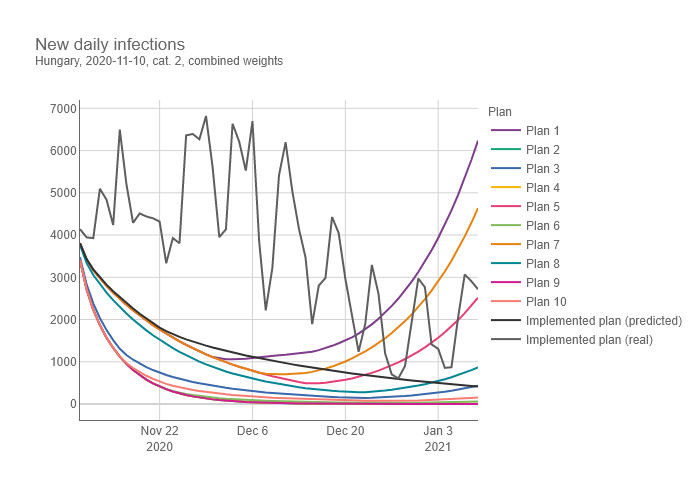 New daily infections
Hungary, 2020-11-10, cat. 2, combined weights
7000
6000
5000
4000
3000
2000
1000
0
Nov 22
2020
Dec 6
Dec 20
Jan 3
2021
Plan
Plan 1
Plan 2
Plan 3
Plan 4
Plan 5
Plan 6
Plan 7
Plan 8
Plan 9
Plan 10
Implemented plan (predicted)
Implemented plan (real)